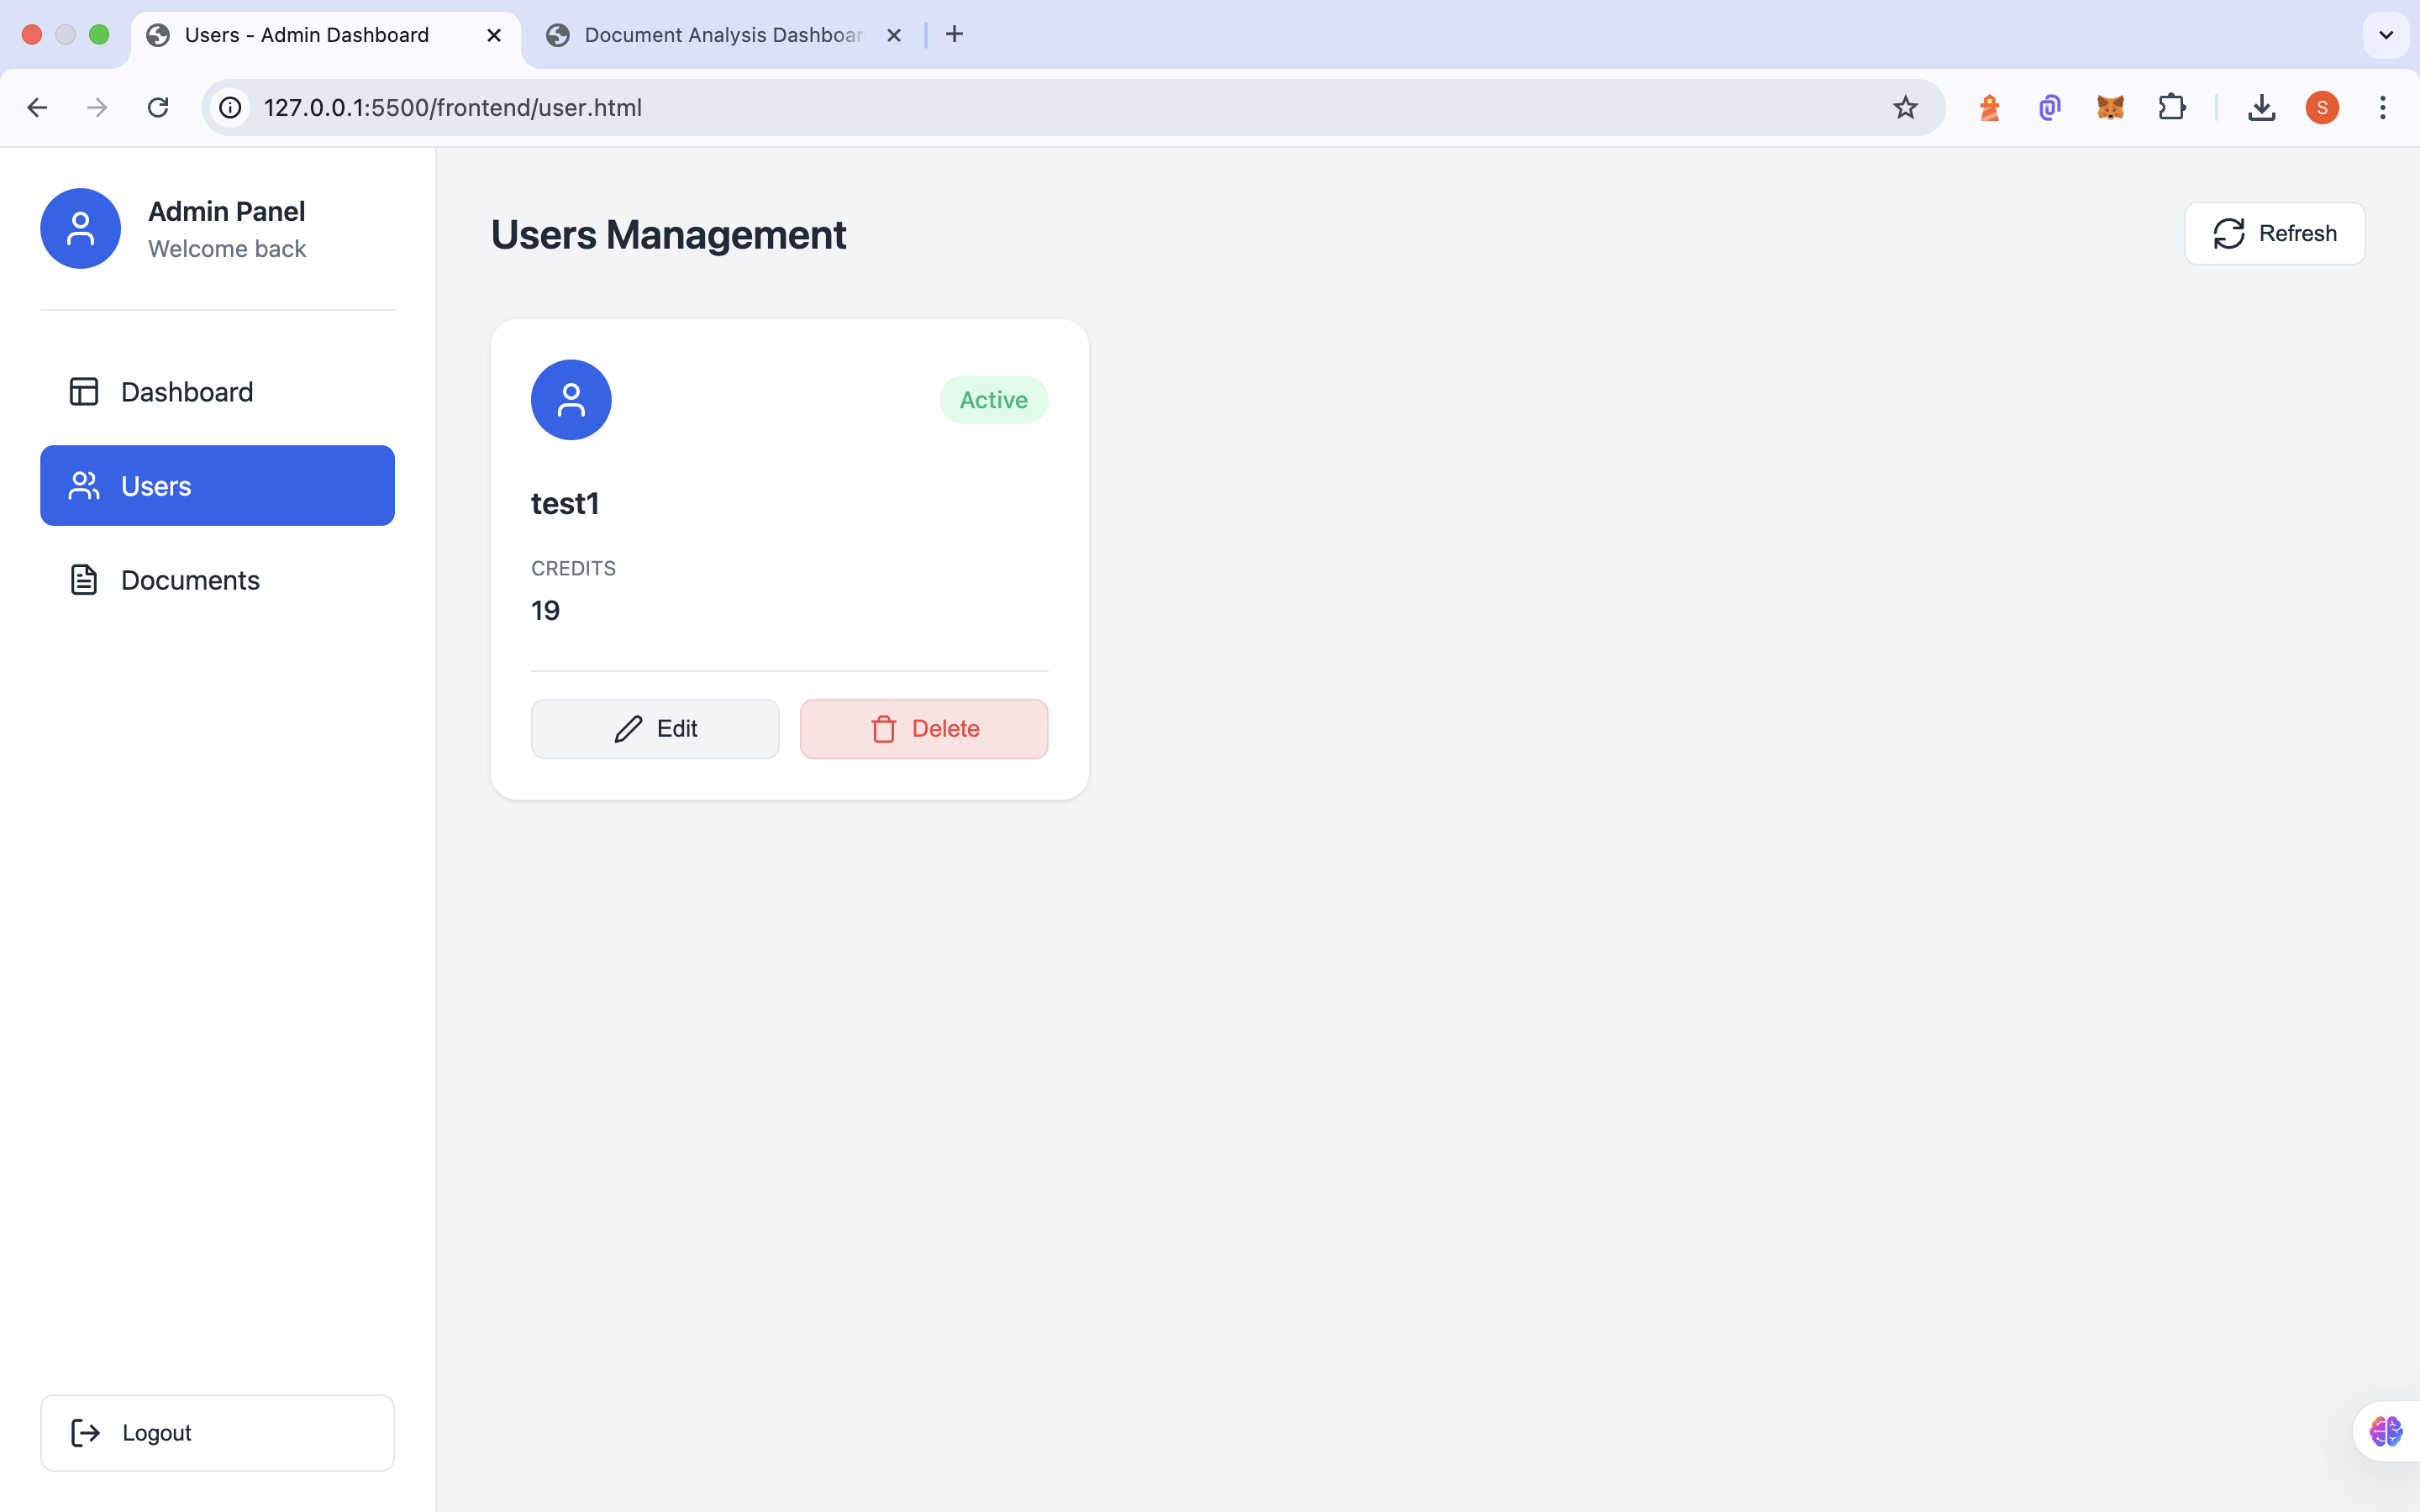 Users - Admin Dashboard
Document Analysis Dashboar
127.0.0.1:5500/frontend/user.html
S
Admin Panel
Welcome back
Dashboard
Users
Documents
Logout
Users Management
Refresh
Active
test1
CREDITS
19
Edit
Delete